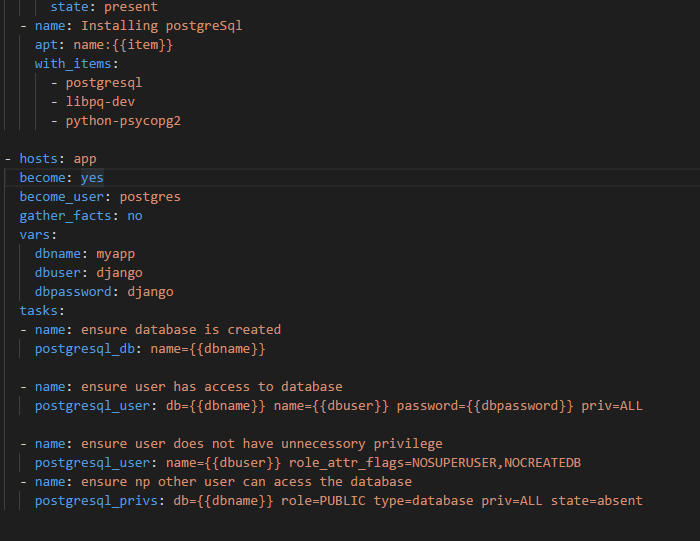 state: present
- name: Installing postgreSql
apt: name:{{item}}
with_items:
- postgresql
- libpq-dev
- python-psycopg2
- hosts: app
become: yes
become_user: postgres
gather_facts: no
vars:
dbname: myapp
dbuser: django
dbpassword: django
tasks:
- name: ensure database is created
postgresql_db: name={{dbname}}
- name: ensure user has access to database
postgresql_user: db={{dbname}} name={{dbuser}} password={{dbpassword}} priv=ALL
- name: ensure user does not have unnecessory privilege
postgresql_user: name={{dbuser}} role_attr_flags=NOSUPERUSER,NOCREATEDB
- name: ensure np other user can acess the database
postgresql_privs: db={{dbname}} role=PUBLIC type=database priv=ALL state=absent